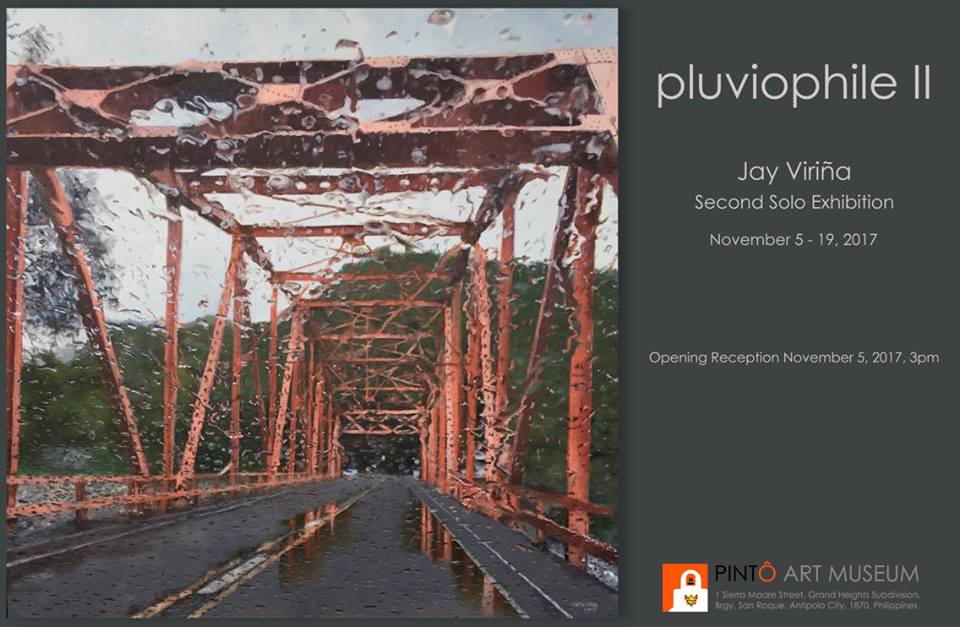 pluviophile II
Jay Viriña
Second Solo Exhibition
November 5 - 19, 2017
Opening Reception November 5, 2017, 3pm
PINTÔ ART MUSEUM
1 Sierra Madre Street, Grand Heights Subdivision,
Brgy. San Roque, Antipolo City, 1870, Philippines